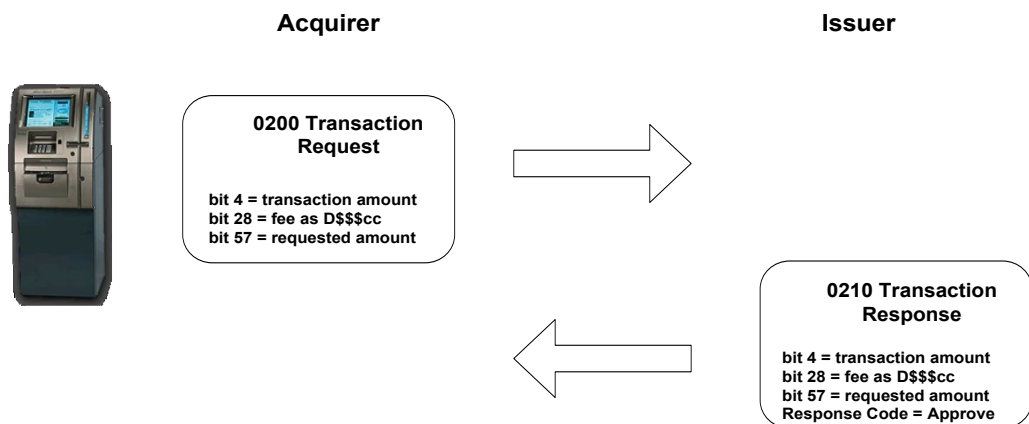 Acquirer
Issuer
0200 Transaction
Request
bit 4 = transaction amount
bit 28 = fee as D$$$cc
bit 57 = requested amount
0210 Transaction
Response
bit 4 = transaction amount
bit 28 = fee as D$$$cc
bit 57 = requested amount
Response Code = Approve